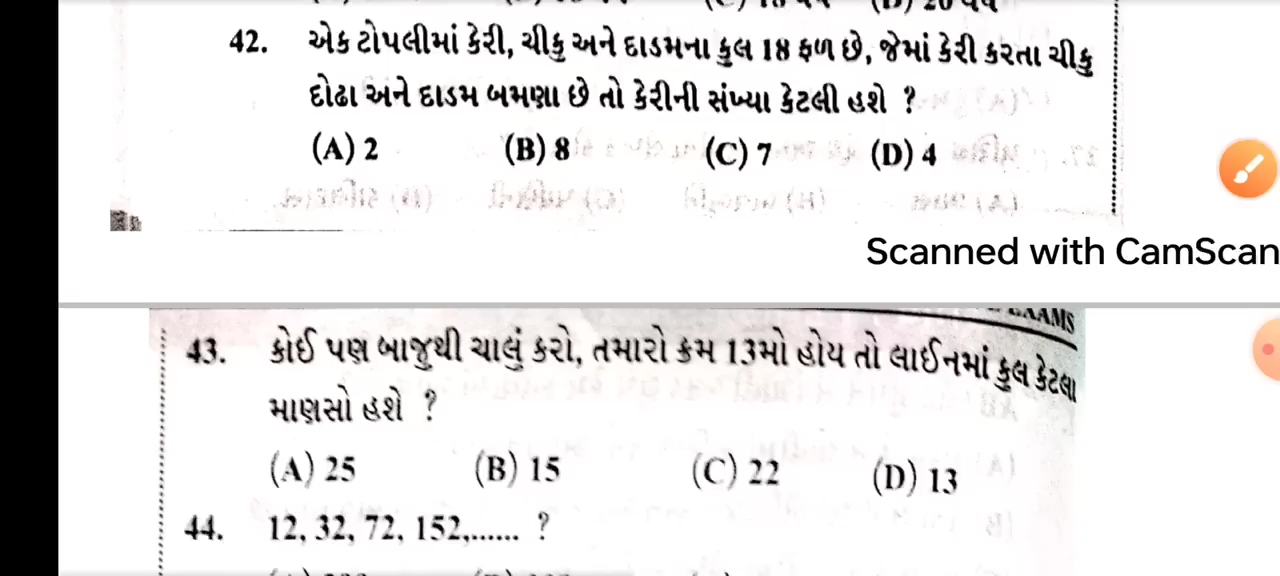 42. એક ટોપલીમાં કેરી, ચીકુ અને દાડમના કુલ 18 ફળ છે, જેમાં કેરી કરતા ચીકુ
દોઢા અને દાડમ બમણા છે તો કેરીની સંખ્યા કેટલી હશે ?
(A) 2 (B) 8 (C) 7 (D) 4
Scanned with CamScan
43. કોઈ પણ બાજુથી ચાલું કરો, તમારો ક્રમ 13મો હોય તો લાઈનમાં કુલ કેટલા
માણસો હશે ?
(A) 25 (B) 15 (C) 22 (D) 13
44. 12, 32, 72, 152,...... ?